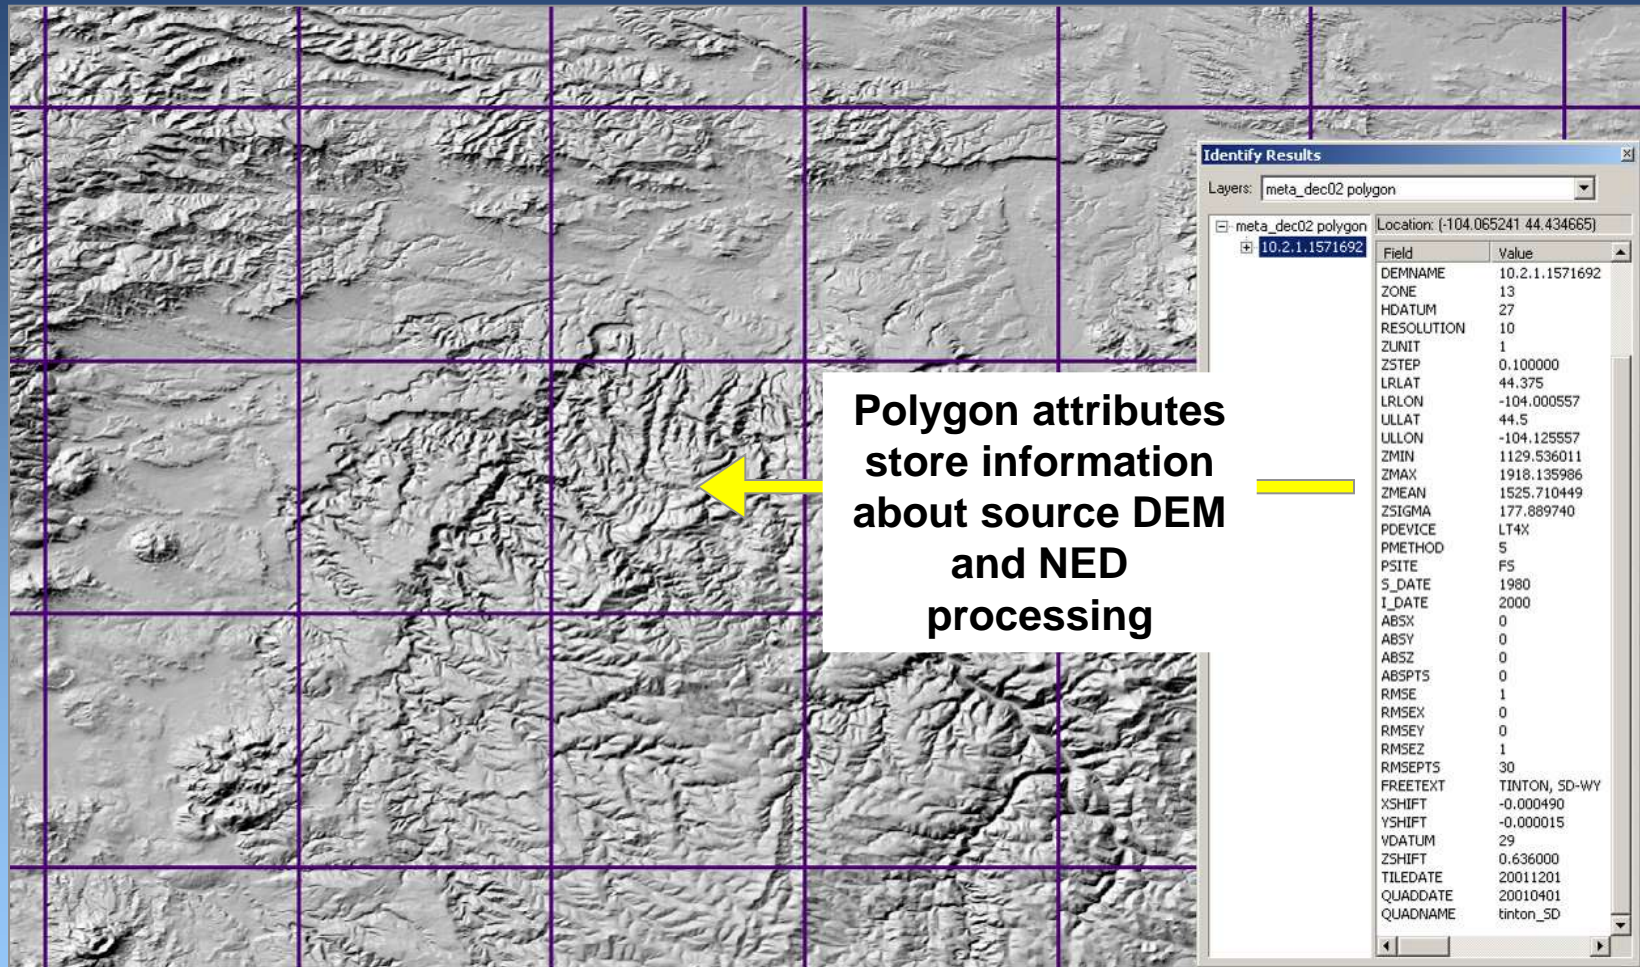 Polygon attributes
store information
about source DEM
and NED
processing
Identify Results
Layers: meta_dec02 polygon
meta_dec02 polygon
10.2.1.1571692
Location: (-104.065241 44.434665)
Field Value
DEMNAME 10.2.1.1571692
ZONE 13
HDATUM 27
RESOLUTION 10
ZUNIT 1
ZSTEP 0.100000
LRLAT 44.375
LRLON -104.000557
ULLAT 44.5
ULLON -104.125557
ZMIN 1129.536011
ZMAX 1918.135986
ZMEAN 1525.710449
ZSIGMA 177.889740
PDEVICE LT4X
PMETHOD 5
PSITE FS
S_DATE 1980
I_DATE 2000
ABSX 0
ABSY 0
ABSZ 0
ABSPTS 0
RMSE 1
RMSEX 0
RMSEY 0
RMSEZ 1
RMSEPTS 30
FREETEXT TINTON, SD-WY
XSHIFT -0.000490
YSHIFT -0.000015
VDATUM 29
ZSHIFT 0.636000
TILEDATE 20011201
QUADDATE 20010401
QUADNAME tinton_SD